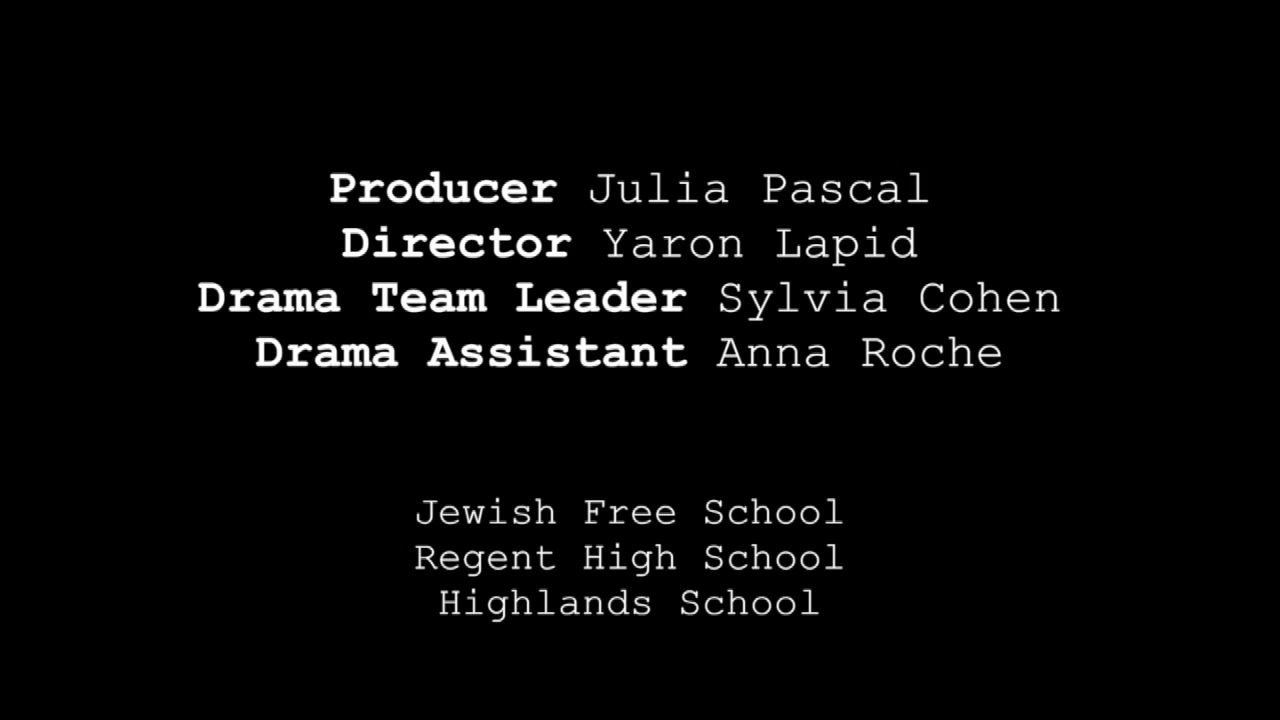 Producer Julia Pascal
Director Yaron Lapid
Drama Team Leader Sylvia Cohen
Drama Assistant Anna Roche
Jewish Free School
Regent High School
Highlands School